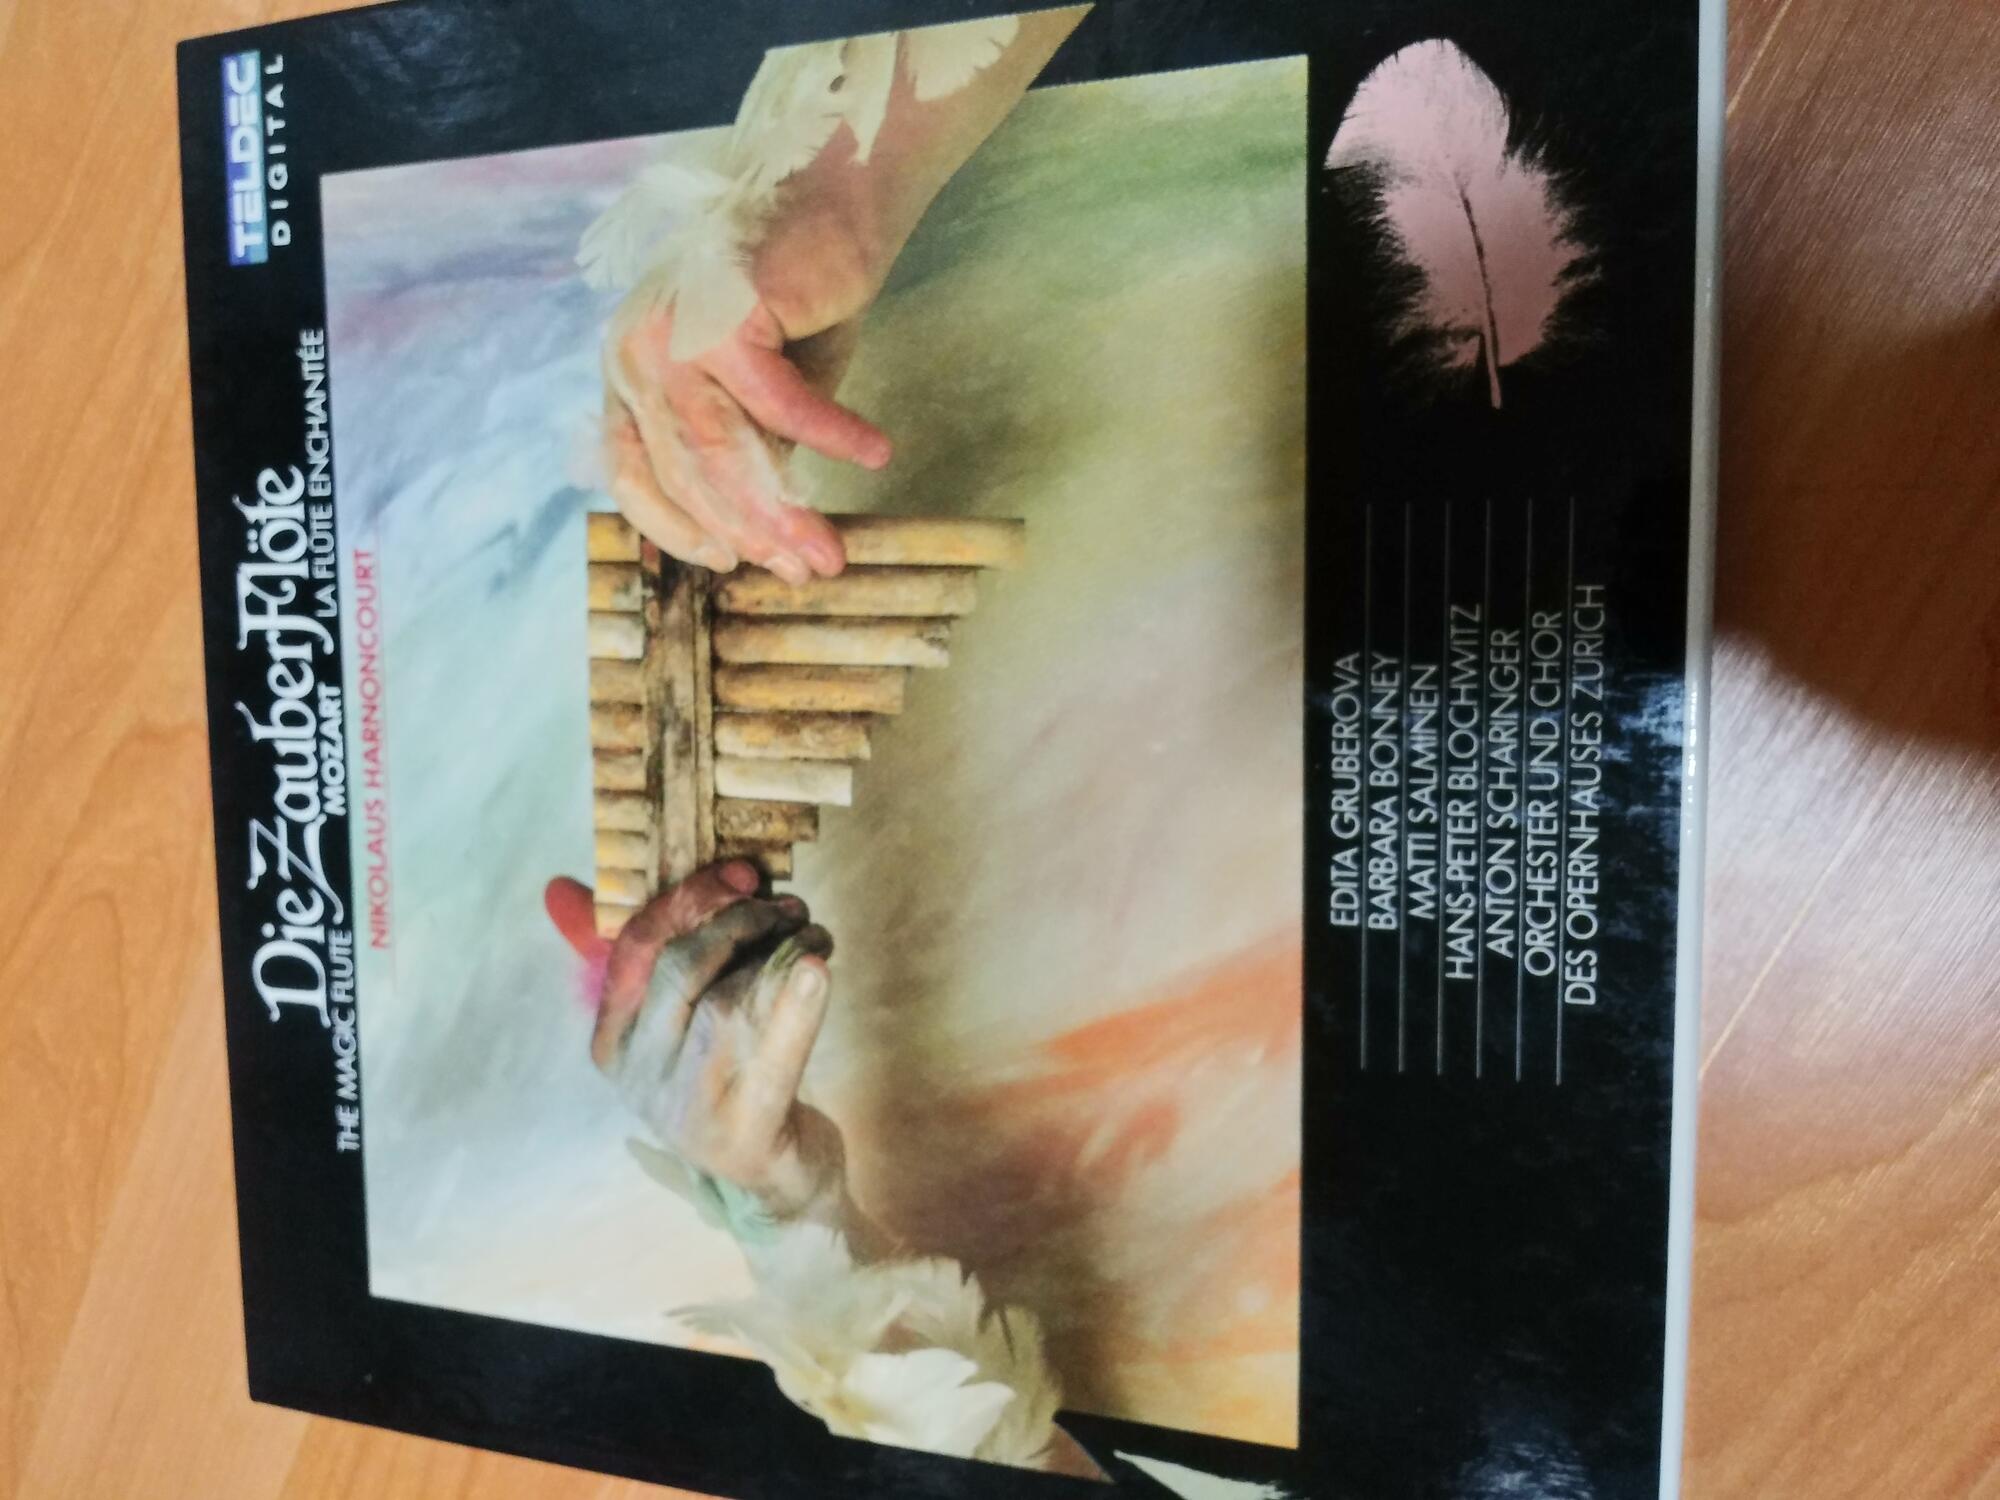 TELDEC
DIGITAL
Die Zauberflöte
MOZART
THE MAGIC FLUTE LA FLÛTE ENCHANTÉE
NIKOLAUS HARNONCOURT
EDITA GRUBEROVA
BARBARA BONNEY
MATTI SALMINEN
HANS-PETER BLOCHWITZ
ANTON SCHARINGER
ORCHESTER UND CHOR
DES OPERNHAUSES ZÜRICH